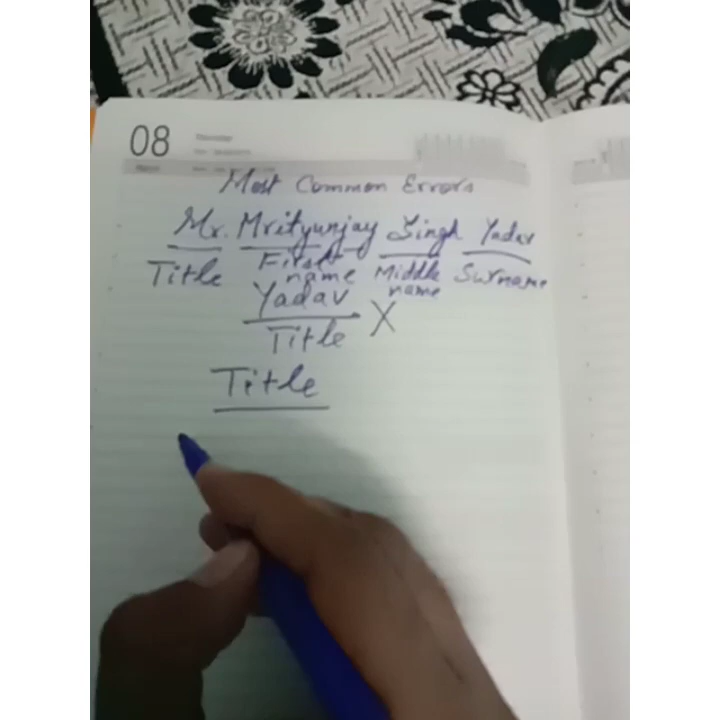 08
Most Common Errors
Mr. Mrityunjay Singh Yadav
Title First name Middle name Surname
Yadav X
Title
Title